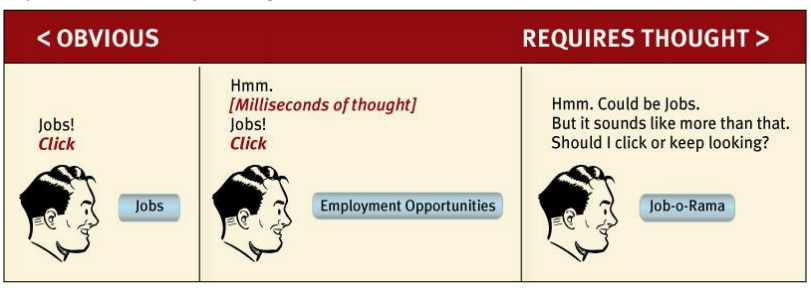 < OBVIOUS
REQUIRES THOUGHT >
Jobs!
Click
Jobs
Hmm.
[Milliseconds of thought]
Jobs!
Click
Employment Opportunities
Hmm. Could be Jobs.
But it sounds like more than that.
Should I click or keep looking?
Job-o-Rama